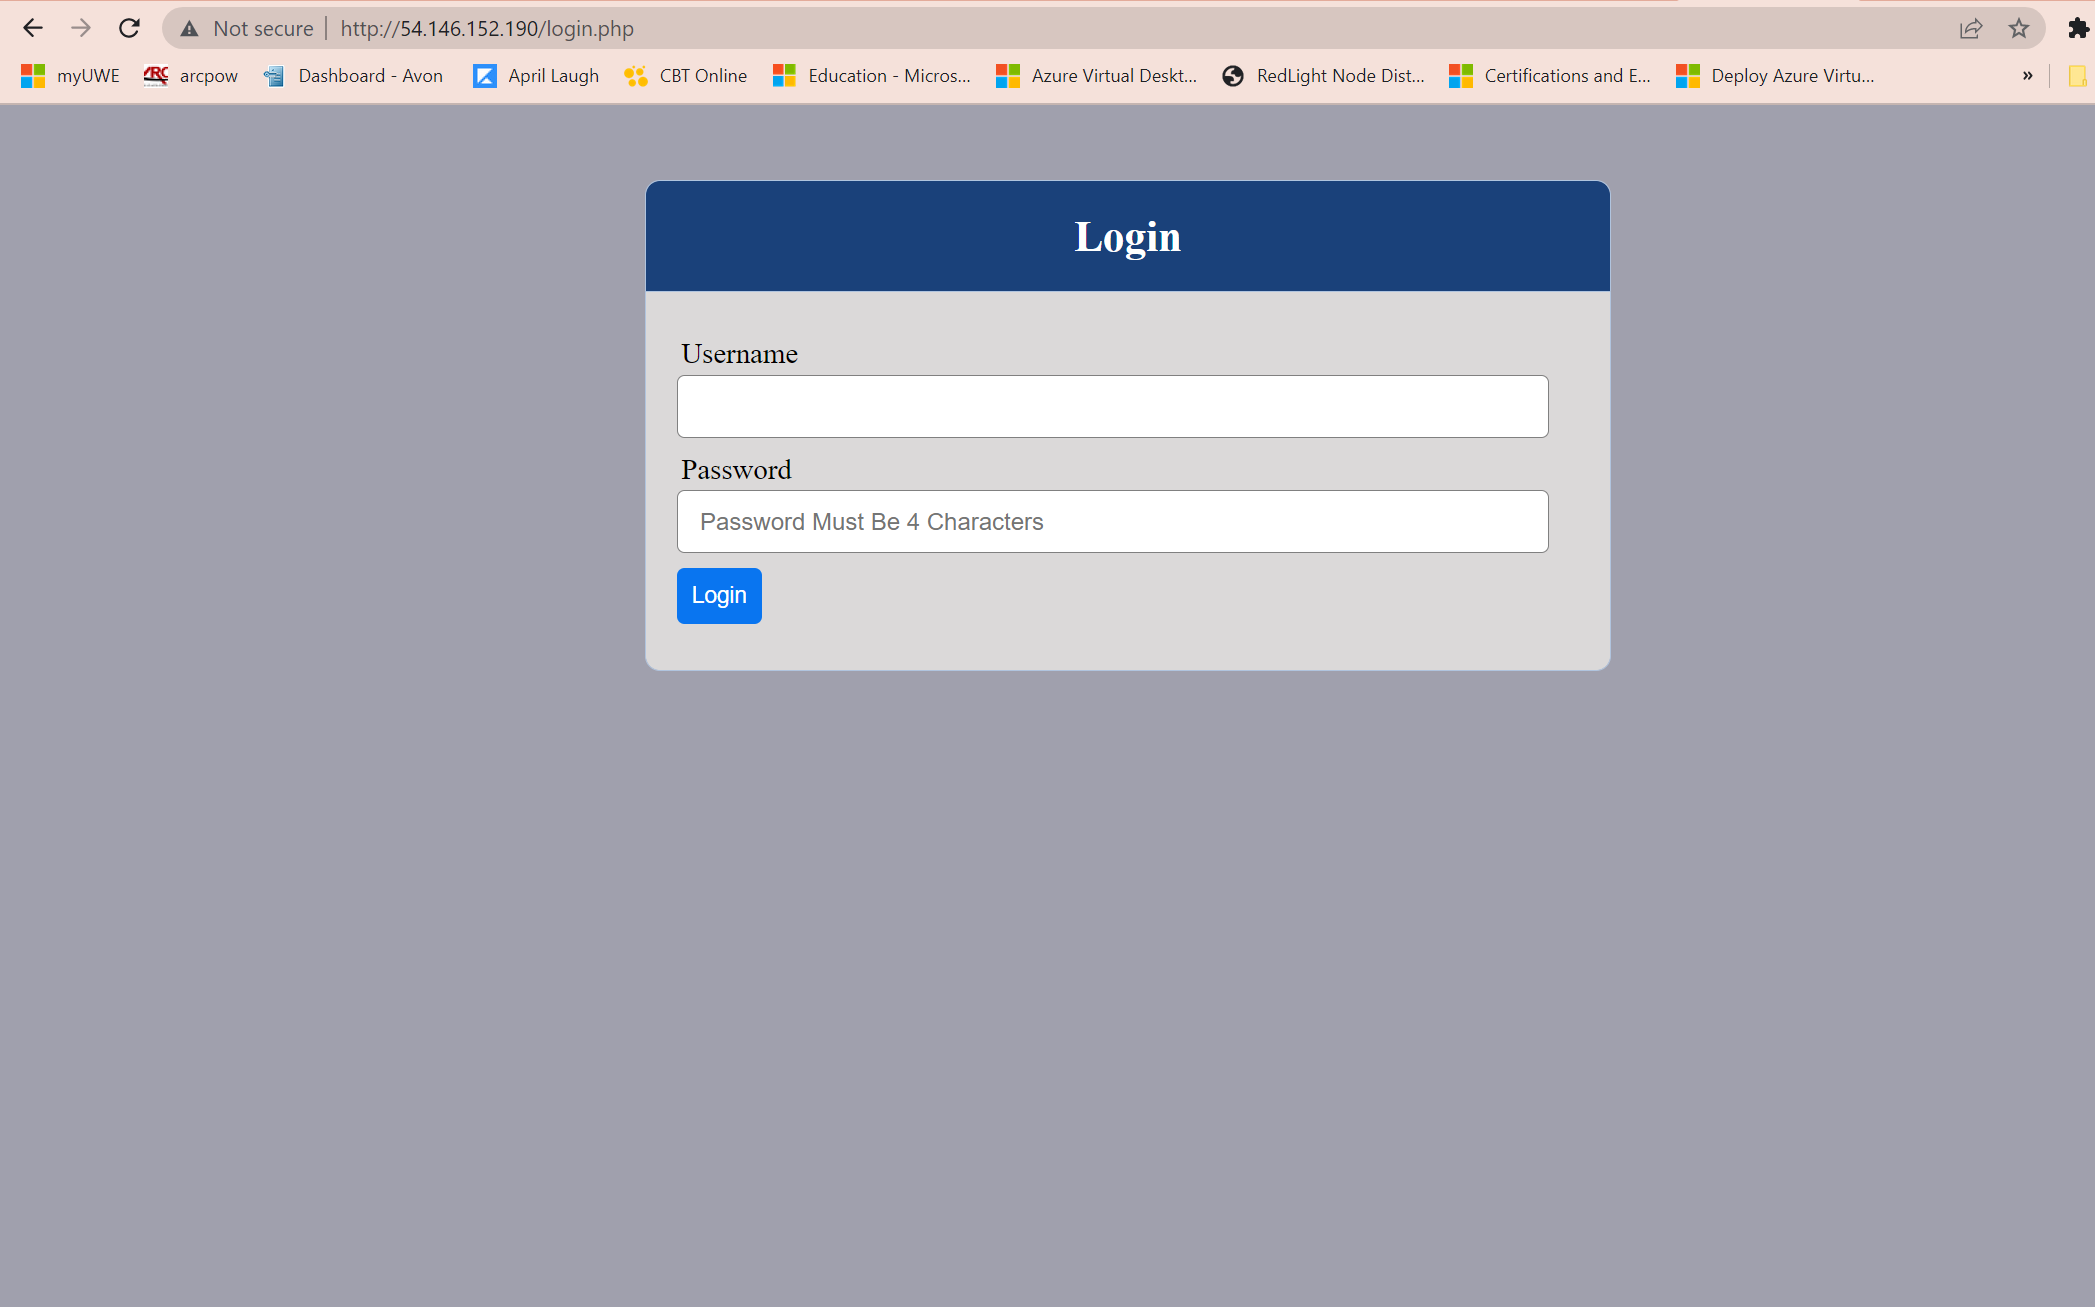 Not secure | http://54.146.152.190/login.php
myUWE ARC arcpow Dashboard - Avon April Laugh CBT Online Education - Micros... Azure Virtual Deskt... RedLight Node Dist... Certifications and E... Deploy Azure Virtu... »
Login
Username
Password
Password Must Be 4 Characters
Login